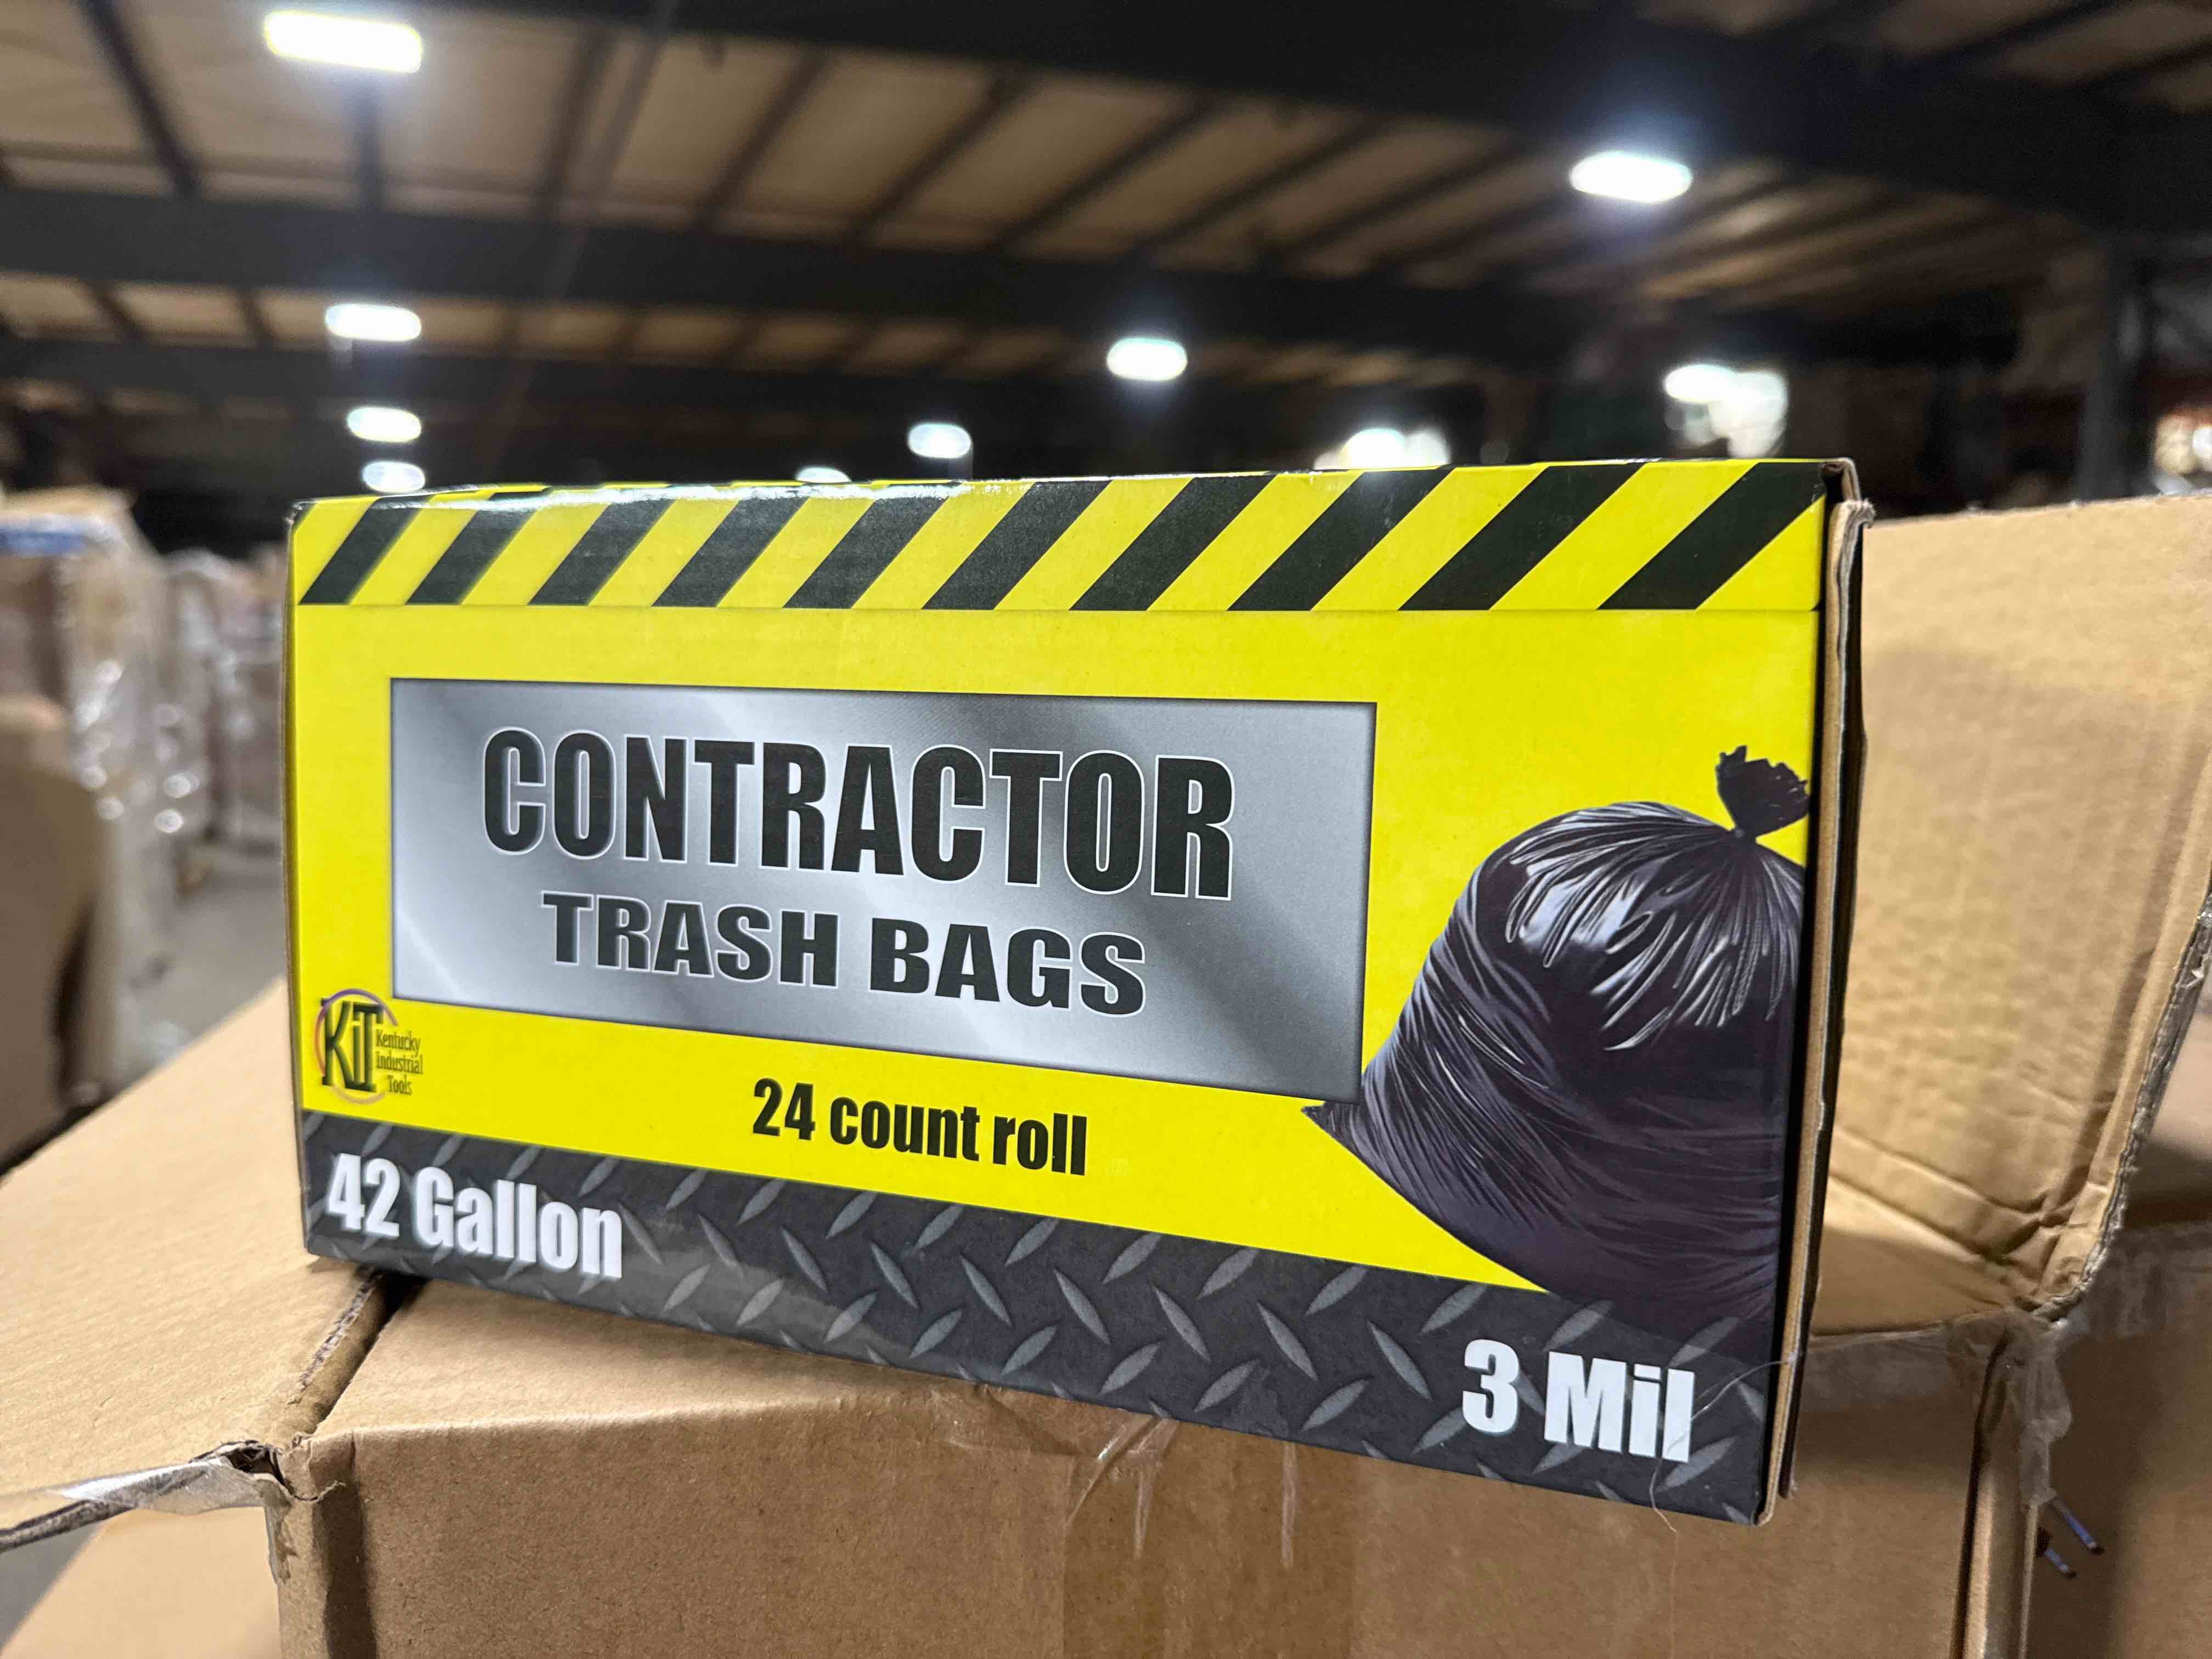 CONTRACTOR
TRASH BAGS
KiT
Kentucky
Industrial
Tools
24 count roll
42 Gallon
3 Mil